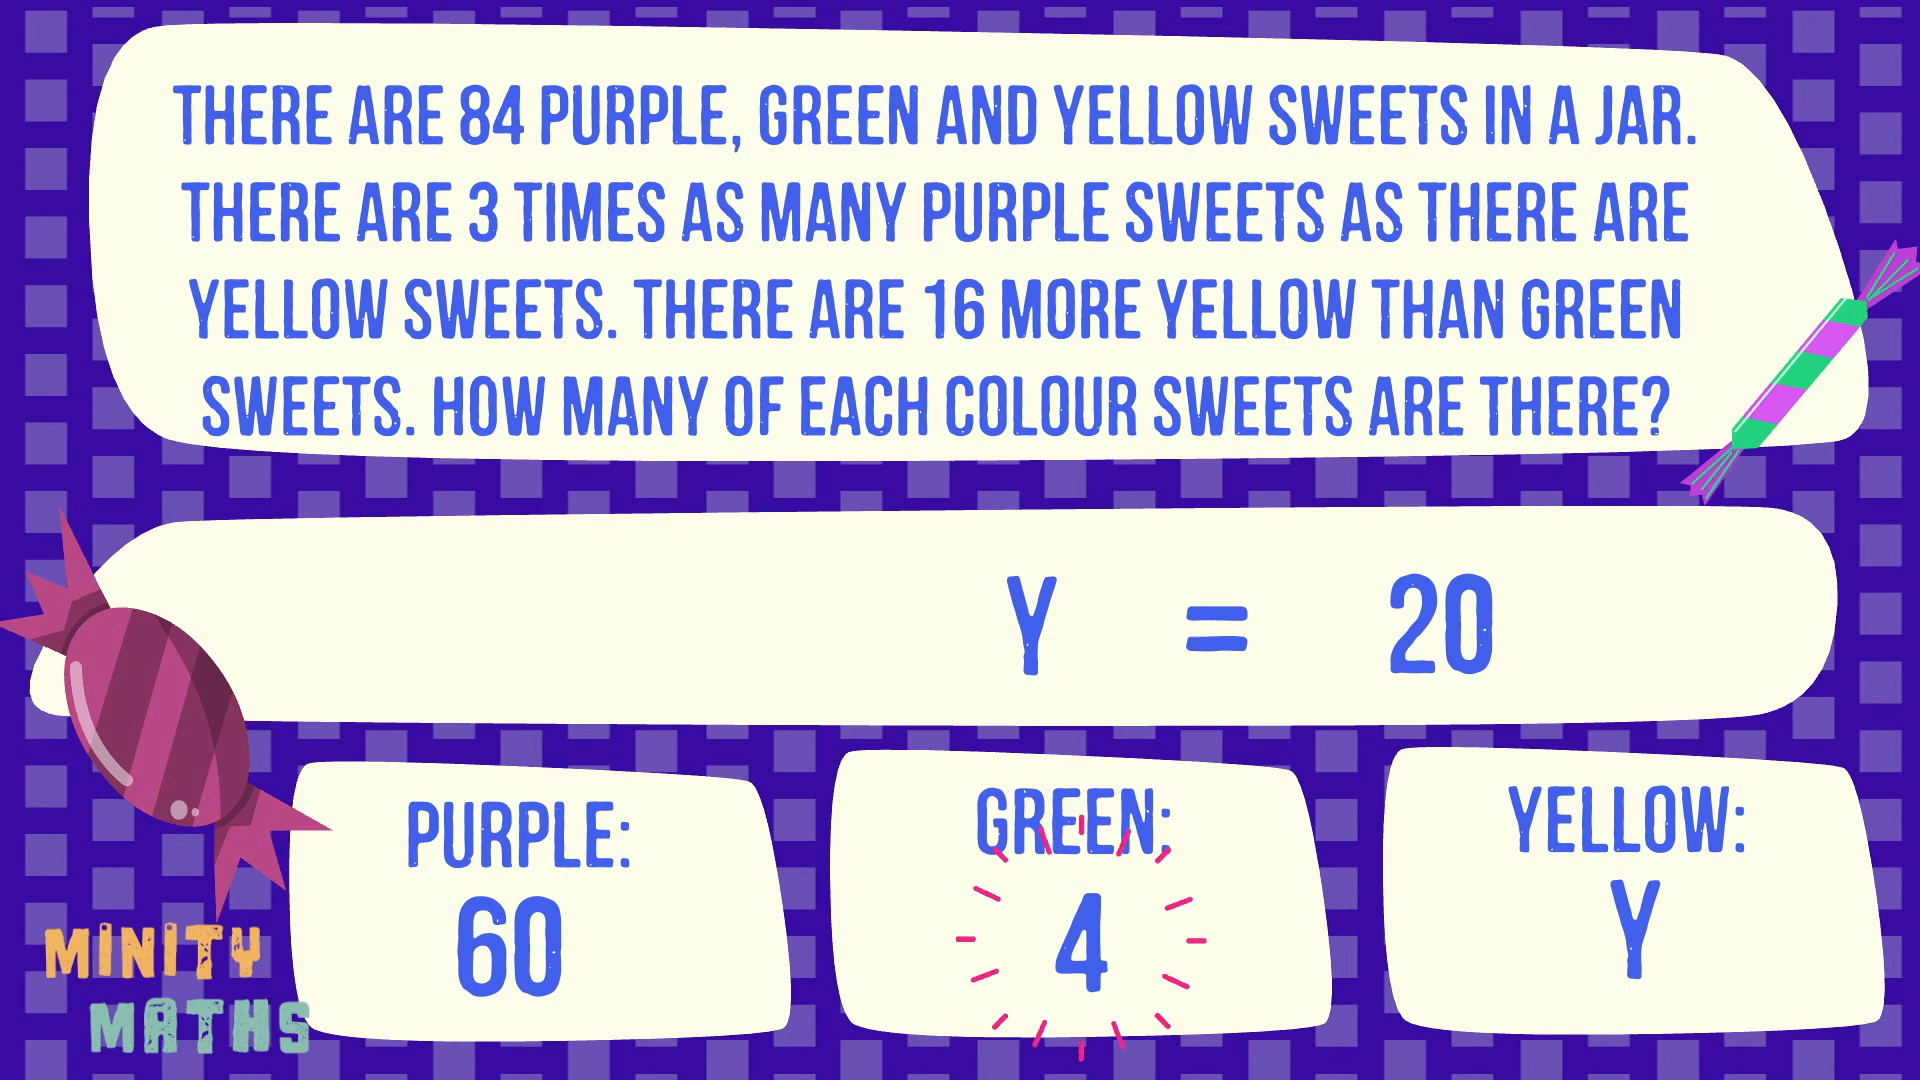 THERE ARE 84 PURPLE, GREEN AND YELLOW SWEETS IN A JAR.
THERE ARE 3 TIMES AS MANY PURPLE SWEETS AS THERE ARE
YELLOW SWEETS. THERE ARE 16 MORE YELLOW THAN GREEN
SWEETS. HOW MANY OF EACH COLOUR SWEETS ARE THERE?
Y = 20
PURPLE:
60
GREEN:
4
YELLOW:
Y
MINITY
MATHS